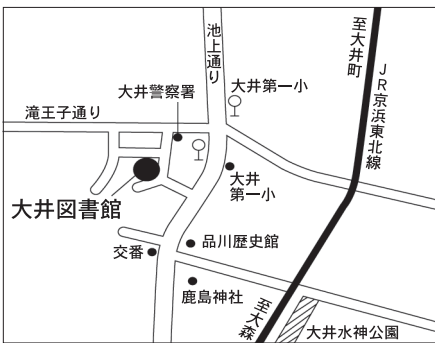 池上通り
至大井町
JR京浜東北線
大井警察署
大井第一小
滝王子通り
大井
第一小
大井図書館
交番
品川歴史館
鹿島神社
至大森
大井水神公園